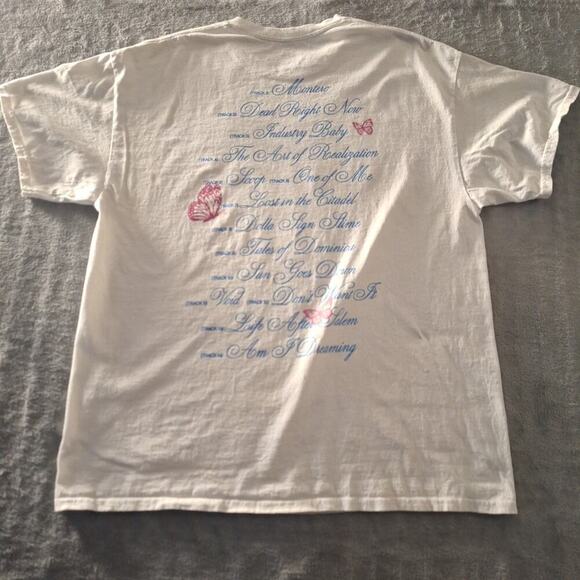 Montero
Dead Right Now
Industry Baby
The Art of Realization
Scoop One of Me
Lost in the Citadel
Dolla Sign Slime
Tales of Dominica
Sun Goes Down
Void Don't Want It
Life After Salem
Am I Dreaming